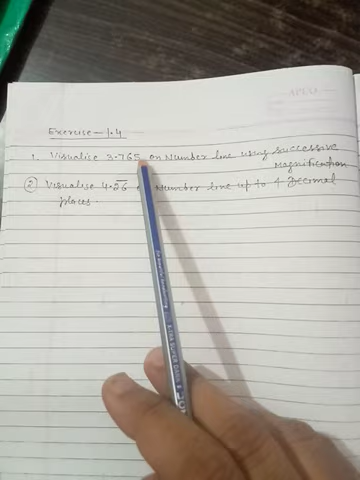 Exercise-1.4
1. Visualise 3.765 on Number line using successive
magnification
② Visualise 4.\overline{26} on Number line up to 4 Decimal
places.